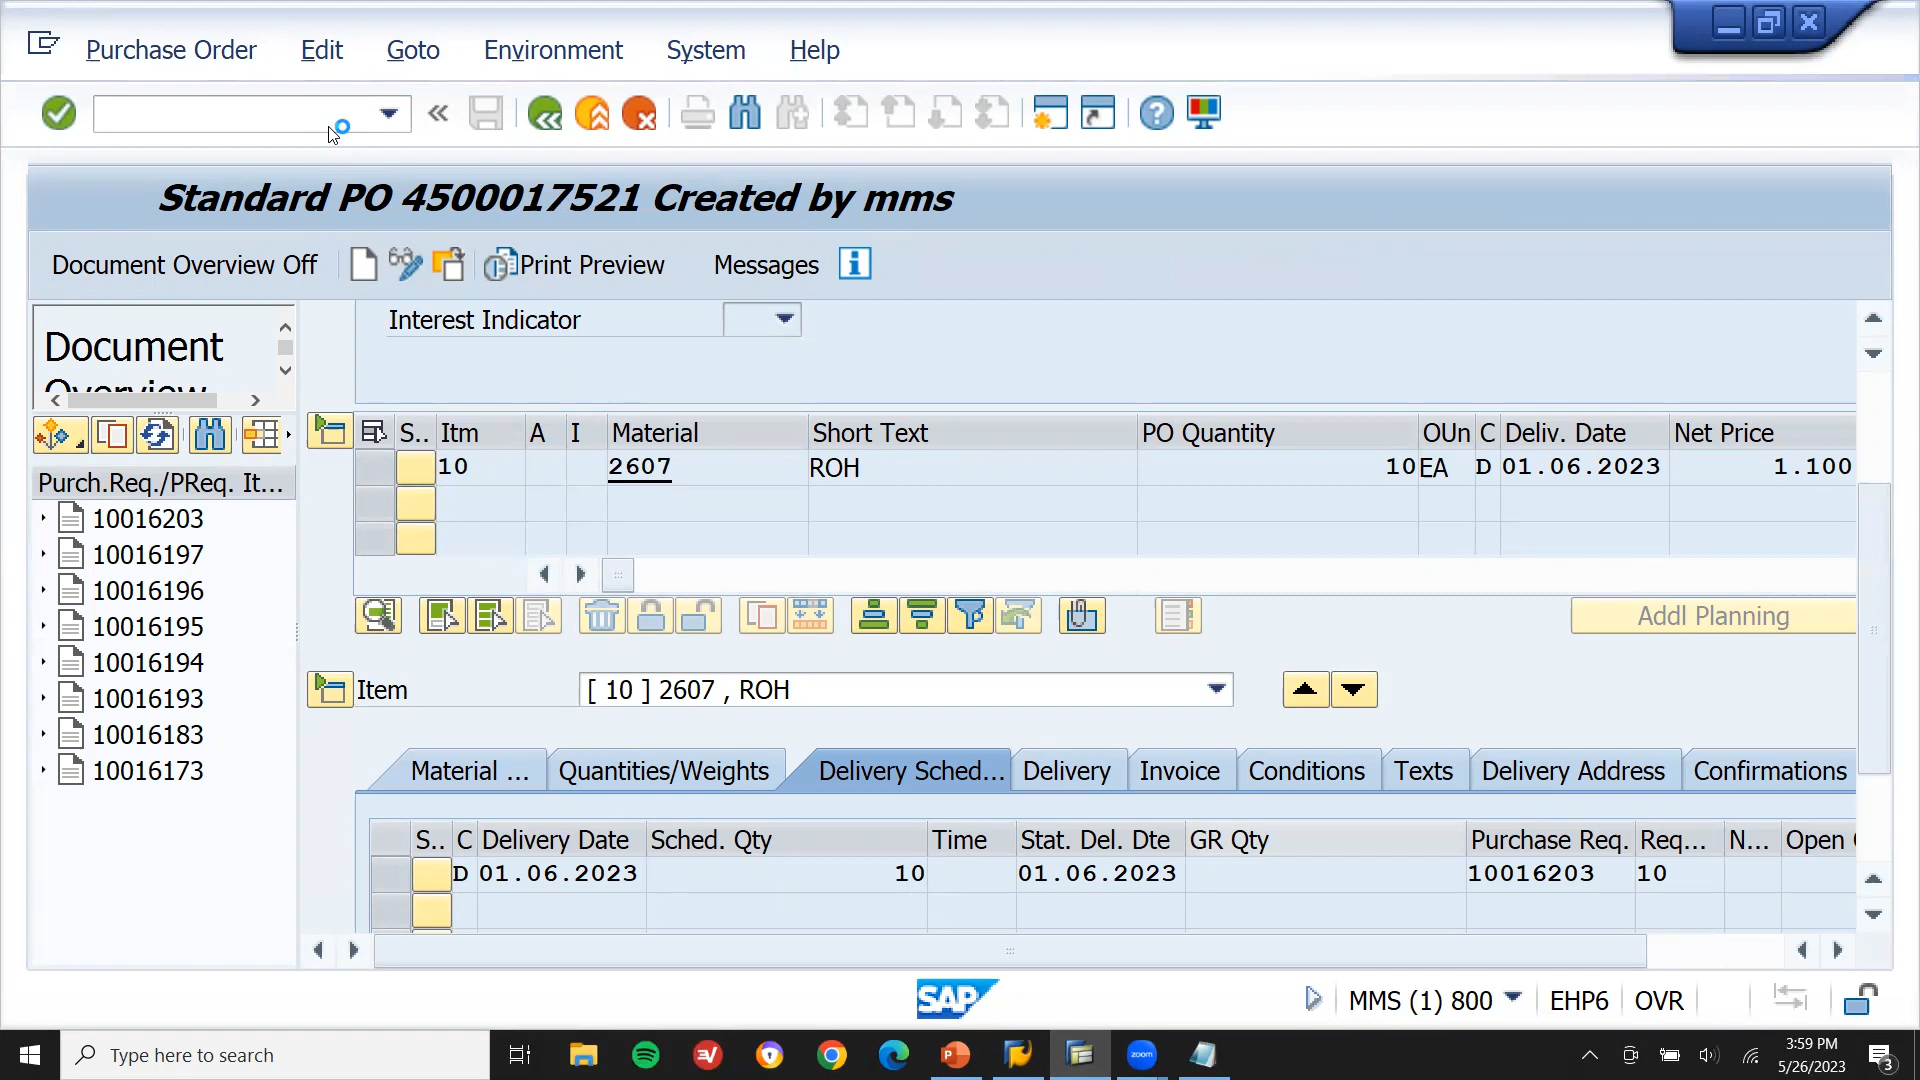 Purchase Order Edit Goto Environment System Help
Standard PO 4500017521 Created by mms
Document Overview Off Print Preview Messages
Document
Overview
Interest Indicator
S.. Itm A I Material Short Text PO Quantity OUn C Deliv. Date Net Price
10 2607 ROH 10 EA D 01.06.2023 1.100
Purch.Req./PReq. It...
10016203
10016197
10016196
10016195
10016194
10016193
10016183
10016173
Addl Planning
Item [ 10 ] 2607 , ROH
Material ... Quantities/Weights Delivery Sched... Delivery Invoice Conditions Texts Delivery Address Confirmations
S.. C Delivery Date Sched. Qty Time Stat. Del. Dte GR Qty Purchase Req. Req... N... Open
D 01.06.2023 10 01.06.2023 10016203 10
SAP MMS (1) 800 EHP6 OVR
Type here to search
zoom
3:59 PM
5/26/2023
3